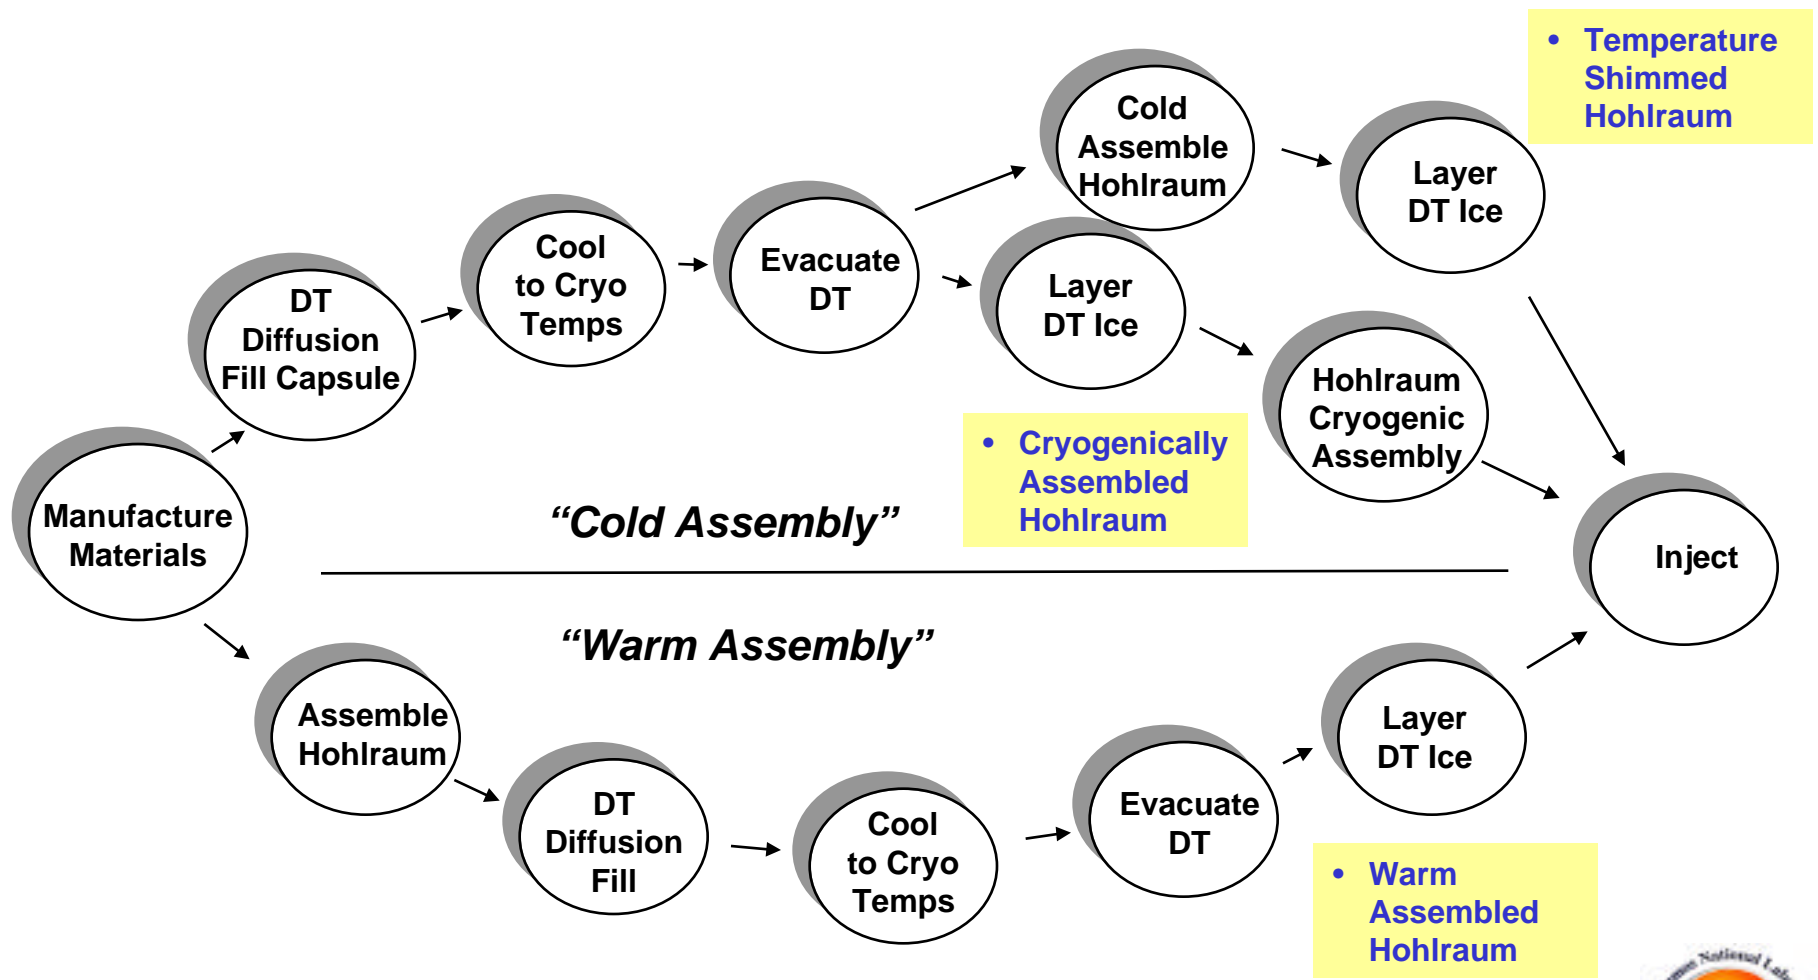 • Temperature
Shimmed
Hohlraum
Cold
Assemble
Hohlraum
Layer
DT Ice
Cool
to Cryo
Temps
Evacuate
DT
Layer
DT Ice
DT
Diffusion
Fill Capsule
Hohlraum
Cryogenic
Assembly
• Cryogenically
Assembled
Hohlraum
Manufacture
Materials
“Cold Assembly”
Inject
“Warm Assembly”
Assemble
Hohlraum
Layer
DT Ice
DT
Diffusion
Fill
Cool
to Cryo
Temps
Evacuate
DT
• Warm
Assembled
Hohlraum
National